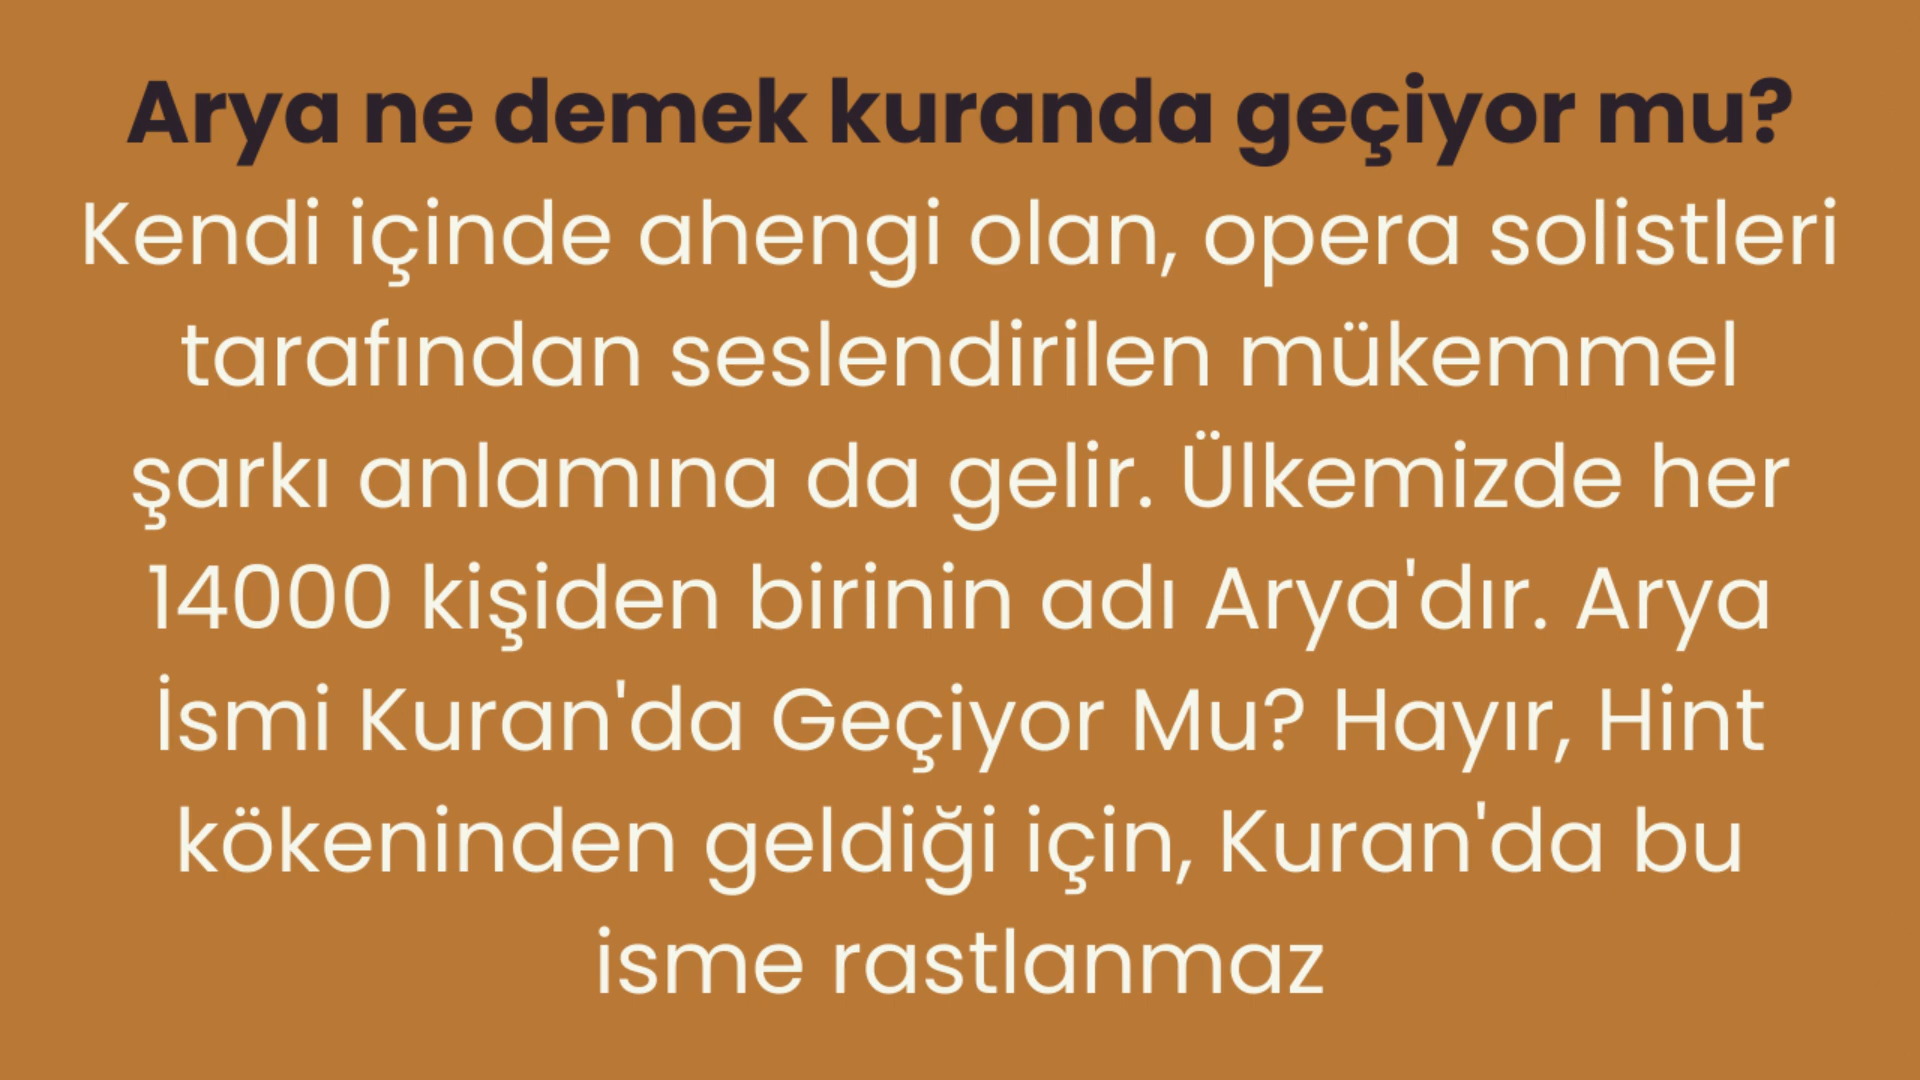 Arya ne demek kuranda geçiyor mu?
Kendi içinde ahengi olan, opera solistleri
tarafından seslendirilen mükemmel
şarkı anlamına da gelir. Ülkemizde her
14000 kişiden birinin adı Arya'dır. Arya
İsmi Kuran'da Geçiyor Mu? Hayır, Hint
kökeninden geldiği için, Kuran'da bu
isme rastlanmaz